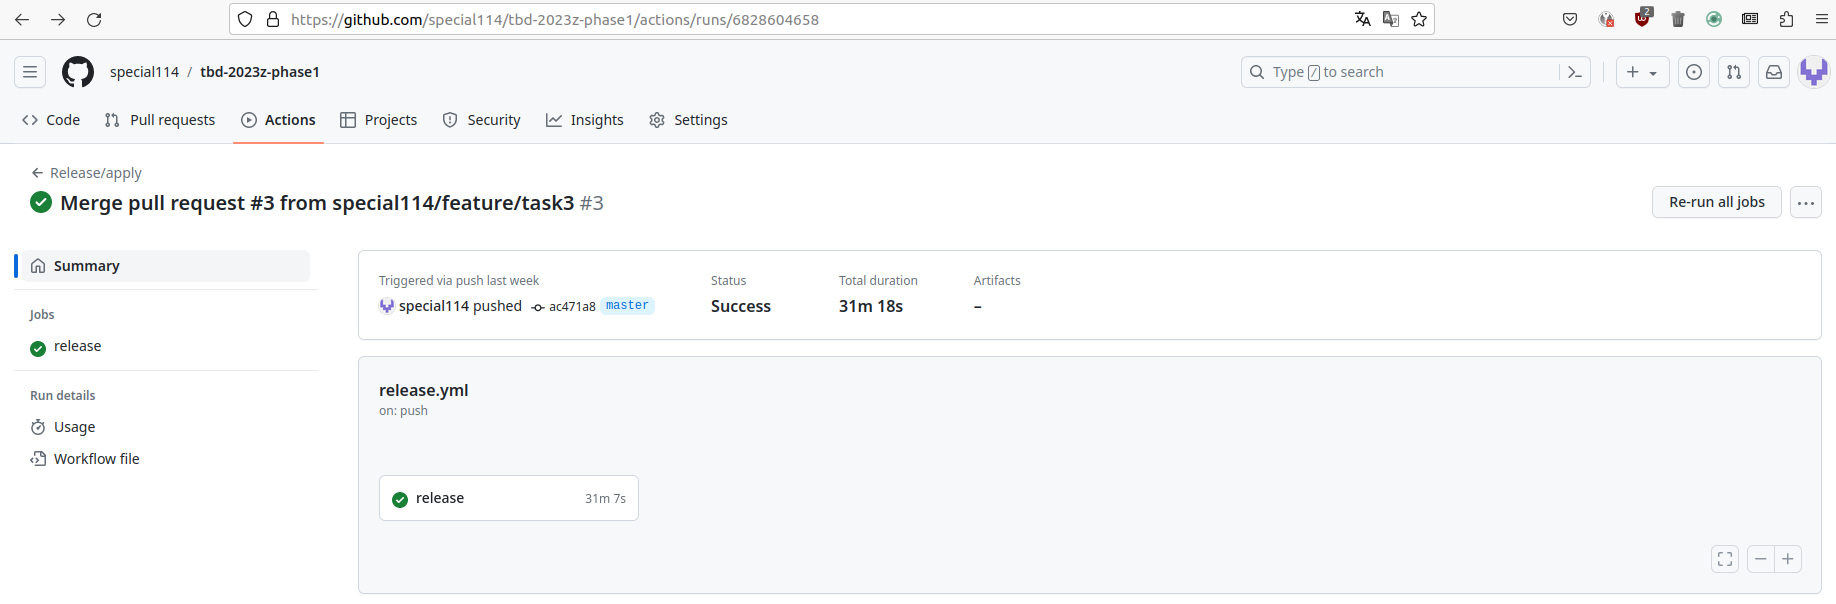 https://github.com/special114/tbd-2023z-phase1/actions/runs/6828604658
2
special114 / tbd-2023z-phase1
Type / to search
Code Pull requests Actions Projects Security Insights Settings
Release/apply
Merge pull request #3 from special114/feature/task3 #3
Re-run all jobs
Summary
Jobs
release
Run details
Usage
Workflow file
Triggered via push last week
special114 pushed ac471a8 master
Status
Success
Total duration
31m 18s
Artifacts
–
release.yml
on: push
release 31m 7s